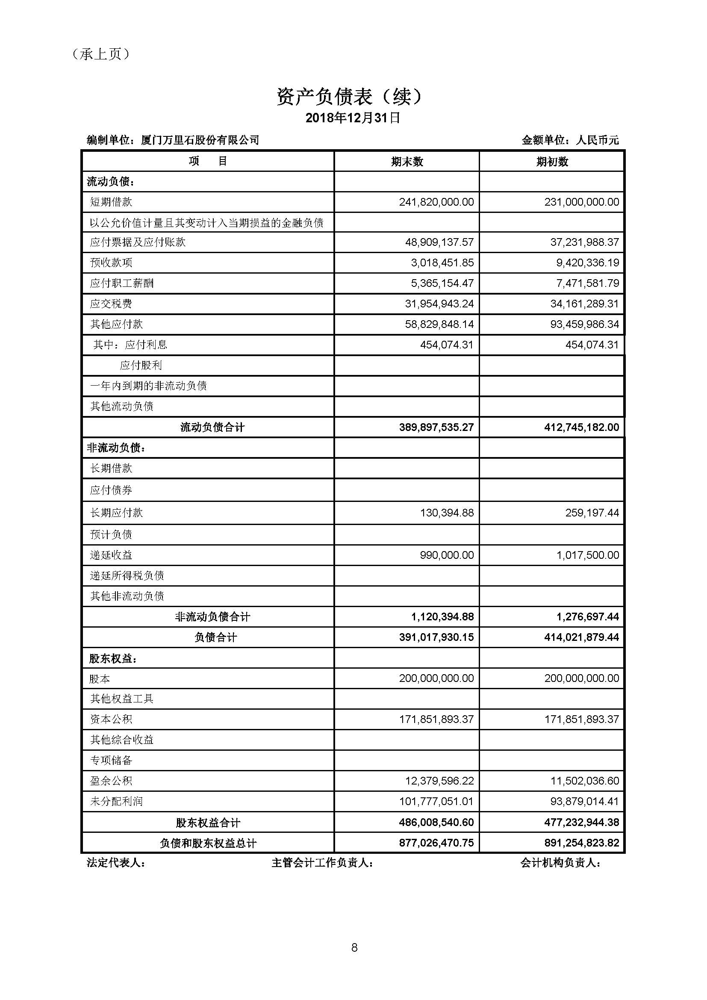 （承上页）
资产负债表（续）
2018年12月31日
编制单位：厦门万里石股份有限公司 金额单位：人民币元
项 目 期末数 期初数
流动负债：
短期借款 241,820,000.00 231,000,000.00
以公允价值计量且其变动计入当期损益的金融负债
应付票据及应付账款 48,909,137.57 37,231,988.37
预收款项 3,018,451.85 9,420,336.19
应付职工薪酬 5,365,154.47 7,471,581.79
应交税费 31,954,943.24 34,161,289.31
其他应付款 58,829,848.14 93,459,986.34
其中：应付利息 454,074.31 454,074.31
应付股利
一年内到期的非流动负债
其他流动负债
流动负债合计 389,897,535.27 412,745,182.00
非流动负债：
长期借款
应付债券
长期应付款 130,394.88 259,197.44
预计负债
递延收益 990,000.00 1,017,500.00
递延所得税负债
其他非流动负债
非流动负债合计 1,120,394.88 1,276,697.44
负债合计 391,017,930.15 414,021,879.44
股东权益：
股本 200,000,000.00 200,000,000.00
其他权益工具
资本公积 171,851,893.37 171,851,893.37
其他综合收益
专项储备
盈余公积 12,379,596.22 11,502,036.60
未分配利润 101,777,051.01 93,879,014.41
股东权益合计 486,008,540.60 477,232,944.38
负债和股东权益总计 877,026,470.75 891,254,823.82
法定代表人： 主管会计工作负责人： 会计机构负责人：
8